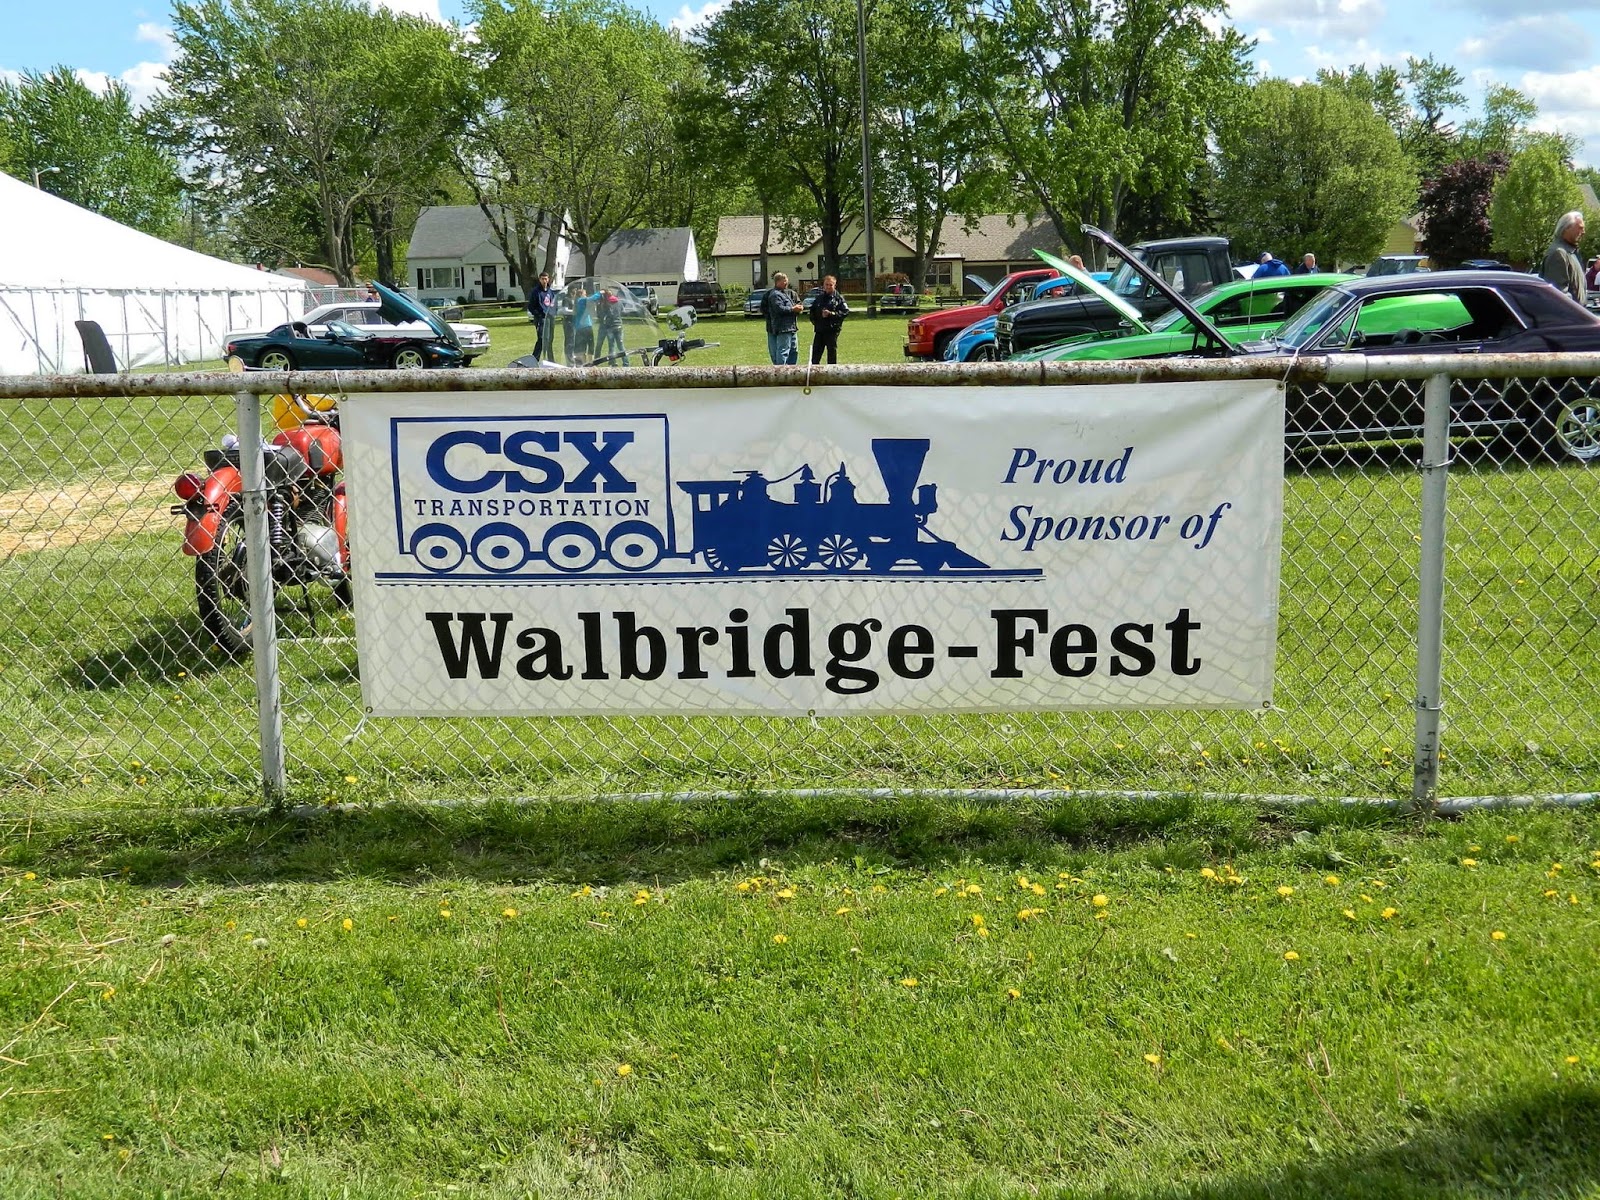 CSX
TRANSPORTATION
Proud
Sponsor of
Walbridge-Fest